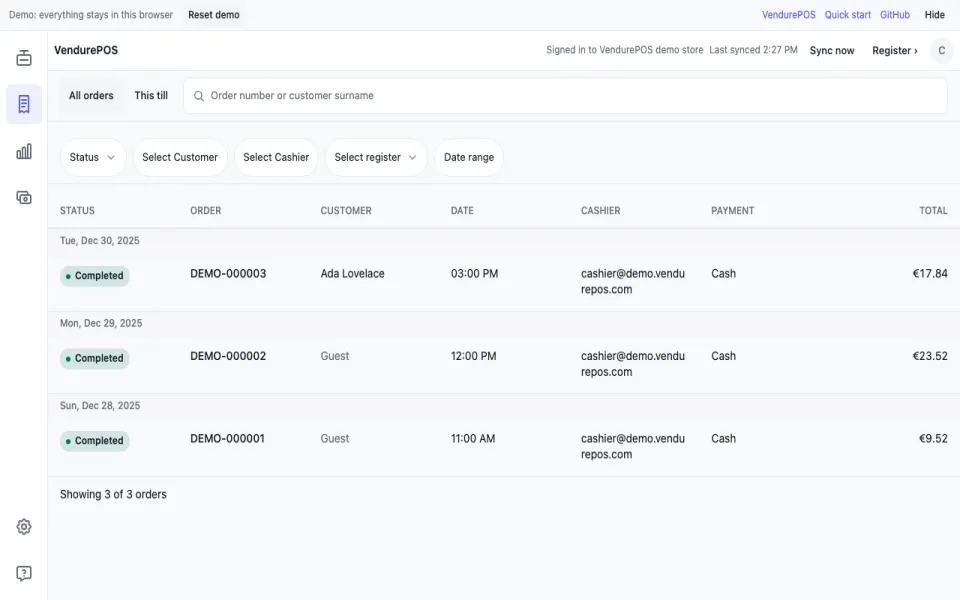 Demo: everything stays in this browser Reset demo VendurePOS Quick start GitHub Hide
VendurePOS Signed in to VendurePOS demo store Last synced 2:27 PM Sync now Register › C
All orders This till Order number or customer surname
Status Select Customer Select Cashier Select register Date range
STATUS ORDER CUSTOMER DATE CASHIER PAYMENT TOTAL
Tue, Dec 30, 2025
Completed DEMO-000003 Ada Lovelace 03:00 PM cashier@demo.vendu Cash €17.84
repos.com
Mon, Dec 29, 2025
Completed DEMO-000002 Guest 12:00 PM cashier@demo.vendu Cash €23.52
repos.com
Sun, Dec 28, 2025
Completed DEMO-000001 Guest 11:00 AM cashier@demo.vendu Cash €9.52
repos.com
Showing 3 of 3 orders